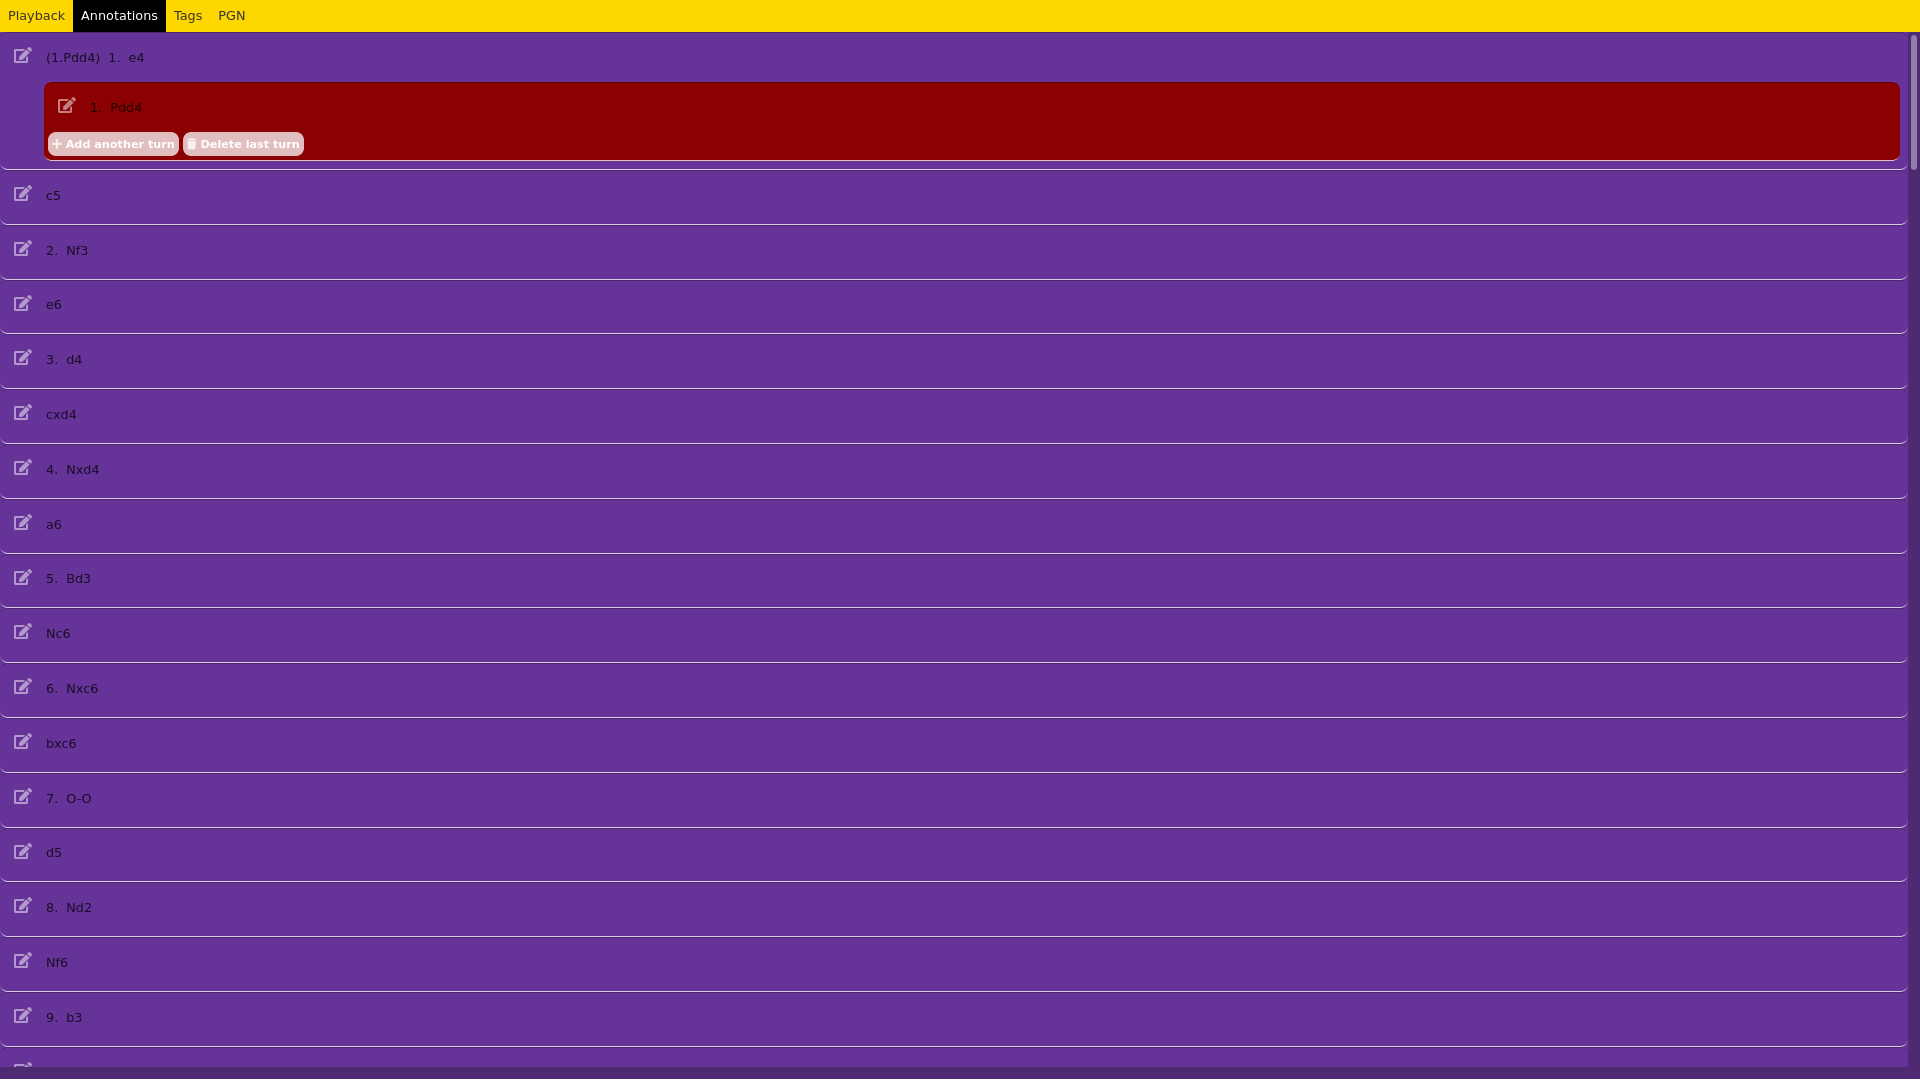 Playback Annotations Tags PGN
(1.Pdd4) 1. e4
1. Pdd4
Add another turn Delete last turn
c5
2. Nf3
e6
3. d4
cxd4
4. Nxd4
a6
5. Bd3
Nc6
6. Nxc6
bxc6
7. O-O
d5
8. Nd2
Nf6
9. b3